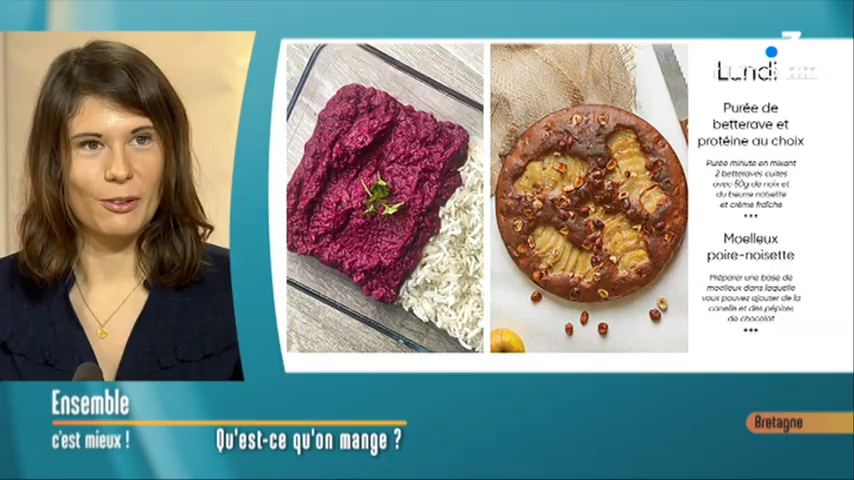 3
Lundi
Purée de
betterave et
protéine au choix
Purée minute en mixant
2 betteraves cuites
avec 50g de noix et
du beurre noisette
et crème fraîche
***
Moelleux
poire-noisette
Préparer une base de
moelleux dans laquelle
vous pouvez ajouter de la
canelle et des pépites
de chocolat
***
Ensemble
c'est mieux !
Qu'est-ce qu'on mange ?
Bretagne